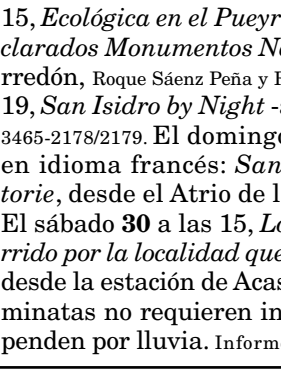 15, Ecológica en el Pueyr
clarados Monumentos N
rredón, Roque Sáenz Peña y
19, San Isidro by Night -
3465-2178/2179. El doming
en idioma francés: San
torie, desde el Atrio de l
El sábado 30 a las 15, L
rrido por la localidad que
desde la estación de Acas
minatas no requieren in
penden por lluvia. Inform